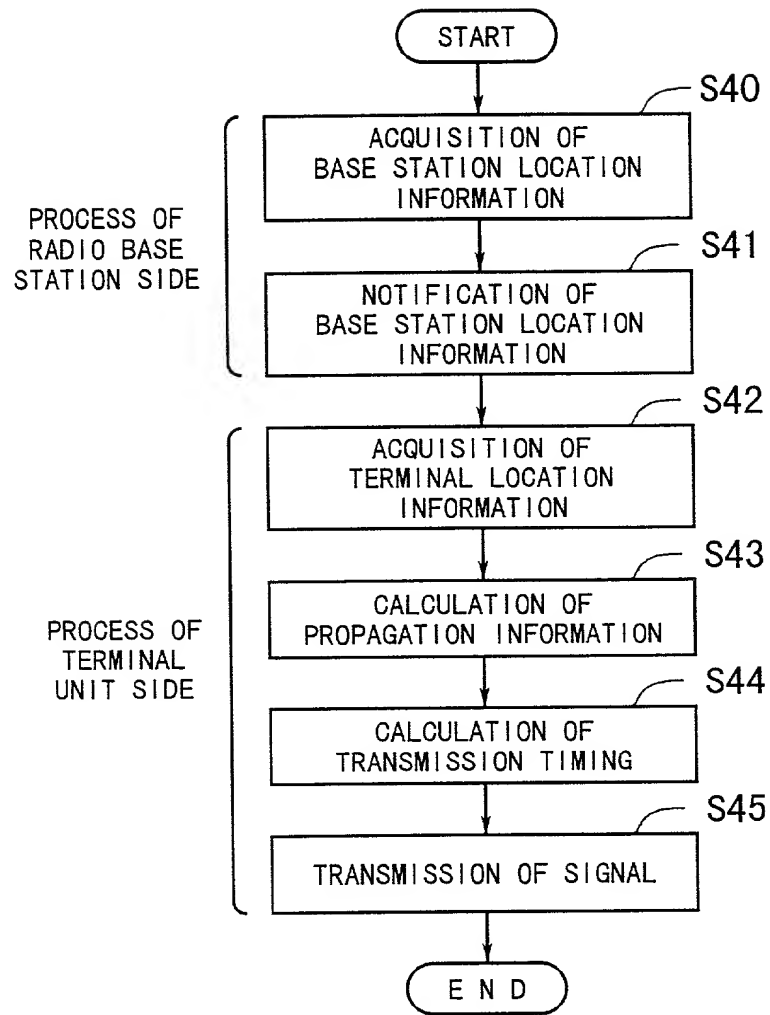 START
S40
ACQUISITION OF
BASE STATION LOCATION
INFORMATION
PROCESS OF
RADIO BASE
STATION SIDE
S41
NOTIFICATION OF
BASE STATION LOCATION
INFORMATION
S42
ACQUISITION OF
TERMINAL LOCATION
INFORMATION
S43
CALCULATION OF
PROPAGATION INFORMATION
PROCESS OF
TERMINAL
UNIT SIDE
S44
CALCULATION OF
TRANSMISSION TIMING
S45
TRANSMISSION OF SIGNAL
END